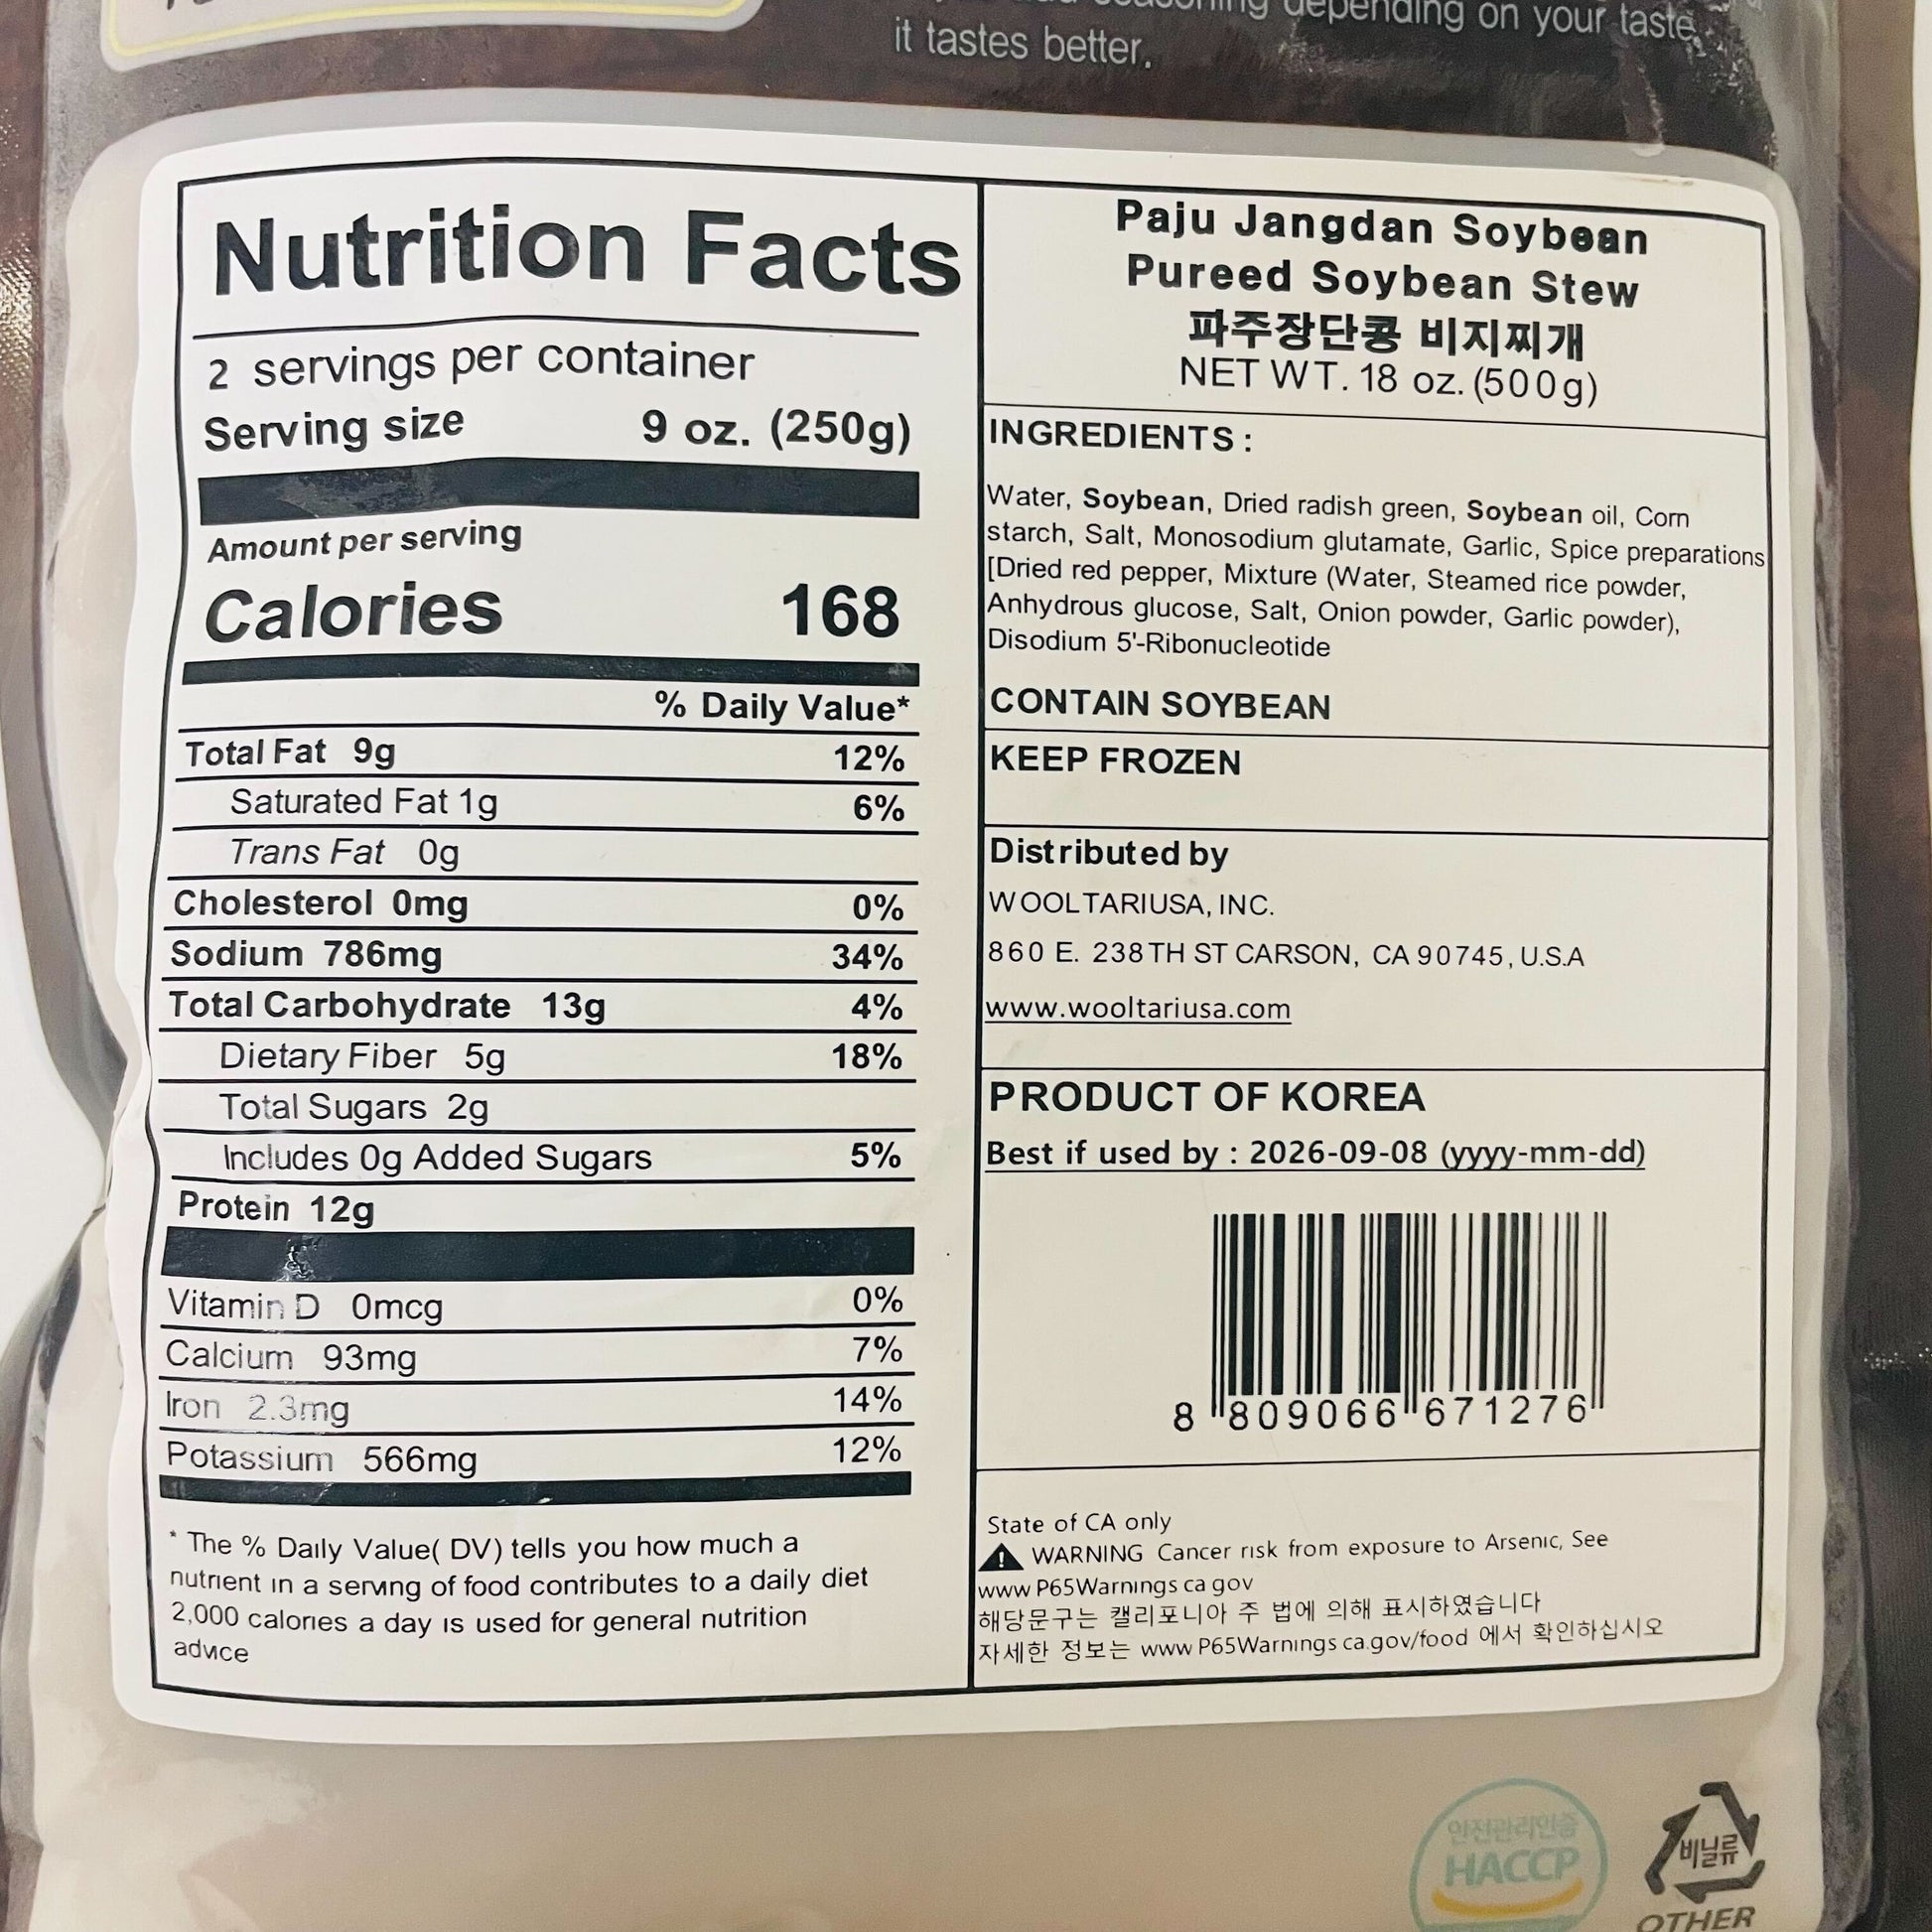 depending on your taste,
it tastes better.
Nutrition Facts
2 servings per container
Serving size 9 oz. (250g)
Amount per serving
Calories 168
% Daily Value*
Total Fat 9g 12%
Saturated Fat 1g 6%
Trans Fat 0g
Cholesterol 0mg 0%
Sodium 786mg 34%
Total Carbohydrate 13g 4%
Dietary Fiber 5g 18%
Total Sugars 2g
Includes 0g Added Sugars 5%
Protein 12g
Vitamin D 0mcg 0%
Calcium 93mg 7%
Iron 2.3mg 14%
Potassium 566mg 12%
* The % Daily Value( DV) tells you how much a
nutrient in a serving of food contributes to a daily diet
2,000 calories a day is used for general nutrition
advice
Paju Jangdan Soybean
Pureed Soybean Stew
파주장단콩 비지찌개
NET WT. 18 oz. (500g)
INGREDIENTS :
Water, Soybean, Dried radish green, Soybean oil, Corn
starch, Salt, Monosodium glutamate, Garlic, Spice preparations
[Dried red pepper, Mixture (Water, Steamed rice powder,
Anhydrous glucose, Salt, Onion powder, Garlic powder),
Disodium 5'-Ribonucleotide
CONTAIN SOYBEAN
KEEP FROZEN
Distributed by
WOOLTARIUSA, INC.
860 E. 238TH ST CARSON, CA 90745, U.S.A
www.wooltariusa.com
PRODUCT OF KOREA
Best if used by : 2026-09-08 (yyyy-mm-dd)
8 809066 671276
State of CA only
WARNING Cancer risk from exposure to Arsenic, See
www P65Warnings ca gov
해당문구는 캘리포니아 주 법에 의해 표시하였습니다
자세한 정보는 www P65Warnings ca.gov/food 에서 확인하십시오
안전관리인증
HACCP
비닐류
OTHER